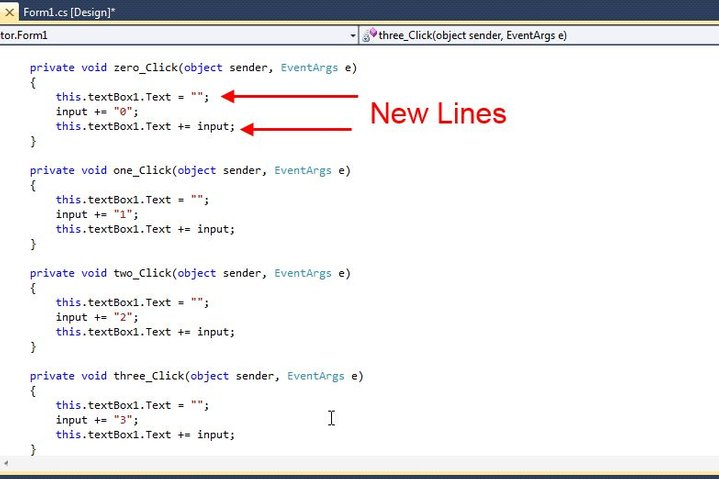 Form1.cs [Design]*
tor.Form1
three_Click(object sender, EventArgs e)
private void zero_Click(object sender, EventArgs e)
{
this.textBox1.Text = "";
input += "0";
this.textBox1.Text += input;
}
New Lines
private void one_Click(object sender, EventArgs e)
{
this.textBox1.Text = "";
input += "1";
this.textBox1.Text += input;
}
private void two_Click(object sender, EventArgs e)
{
this.textBox1.Text = "";
input += "2";
this.textBox1.Text += input;
}
private void three_Click(object sender, EventArgs e)
{
this.textBox1.Text = "";
input += "3";
this.textBox1.Text += input;
}